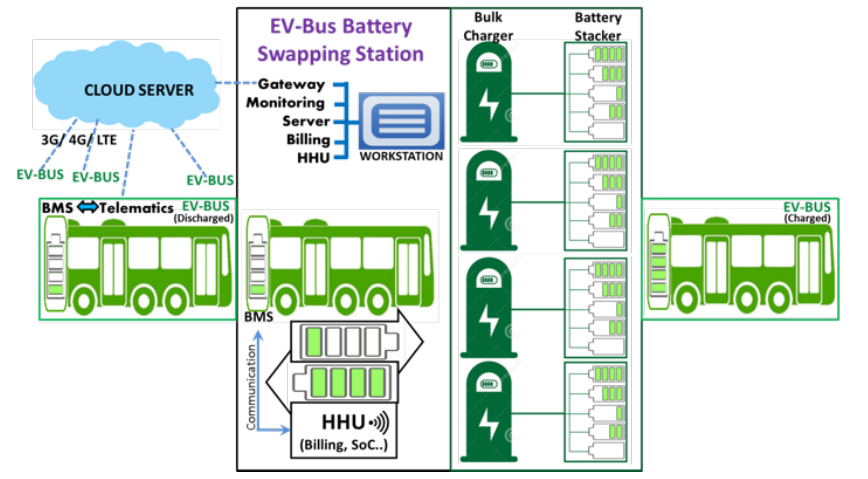 EV-Bus Battery
Swapping Station
Bulk
Charger
Battery
Stacker
CLOUD SERVER
Gateway
Monitoring
Server
Billing
HHU
WORKSTATION
3G/ 4G/ LTE
EV-BUS
EV-BUS
EV-BUS
BMS Telematics
EV-BUS
(Discharged)
EV-BUS
(Charged)
BMS
Communication
HHU
(Billing, SoC..)